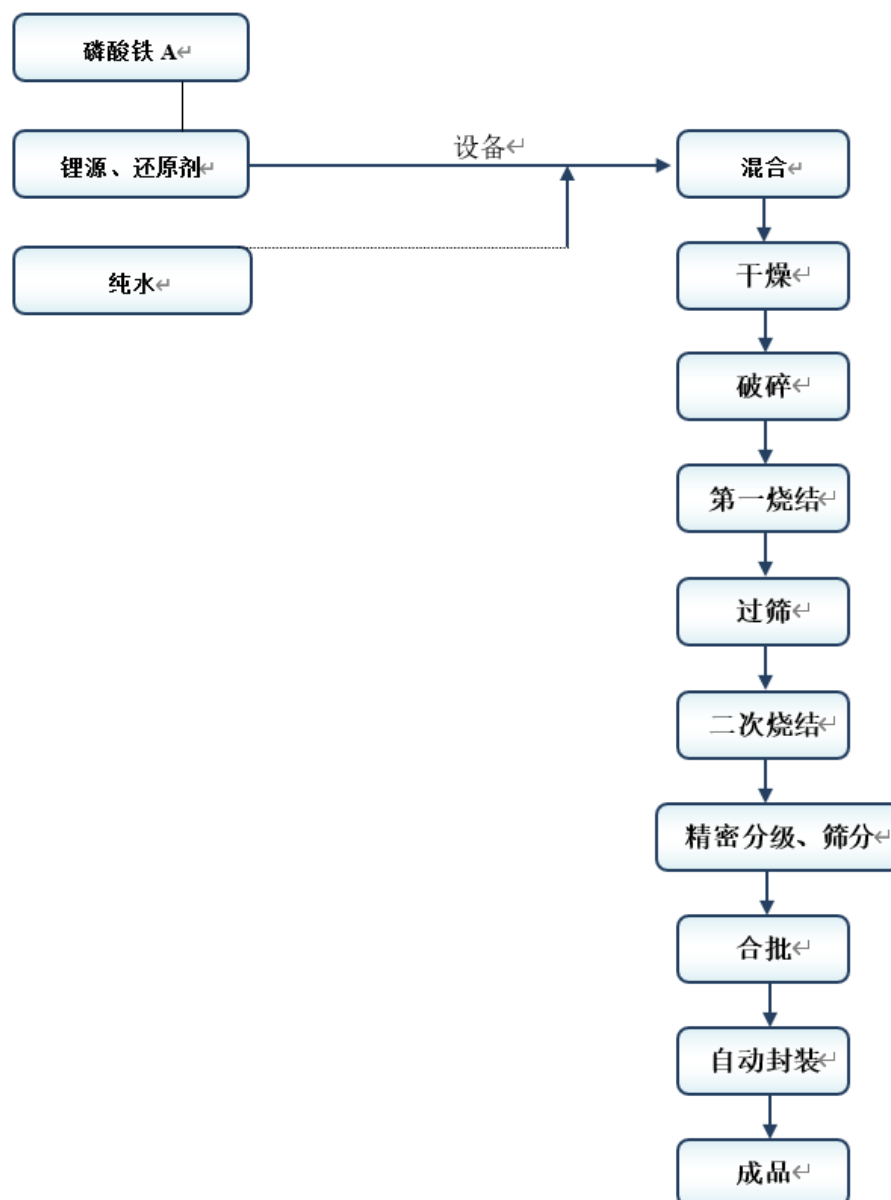 磷酸铁 A
锂源、还原剂
设备
混合
纯水
干燥
破碎
第一烧结
过筛
二次烧结
精密分级、筛分
合批
自动封装
成品